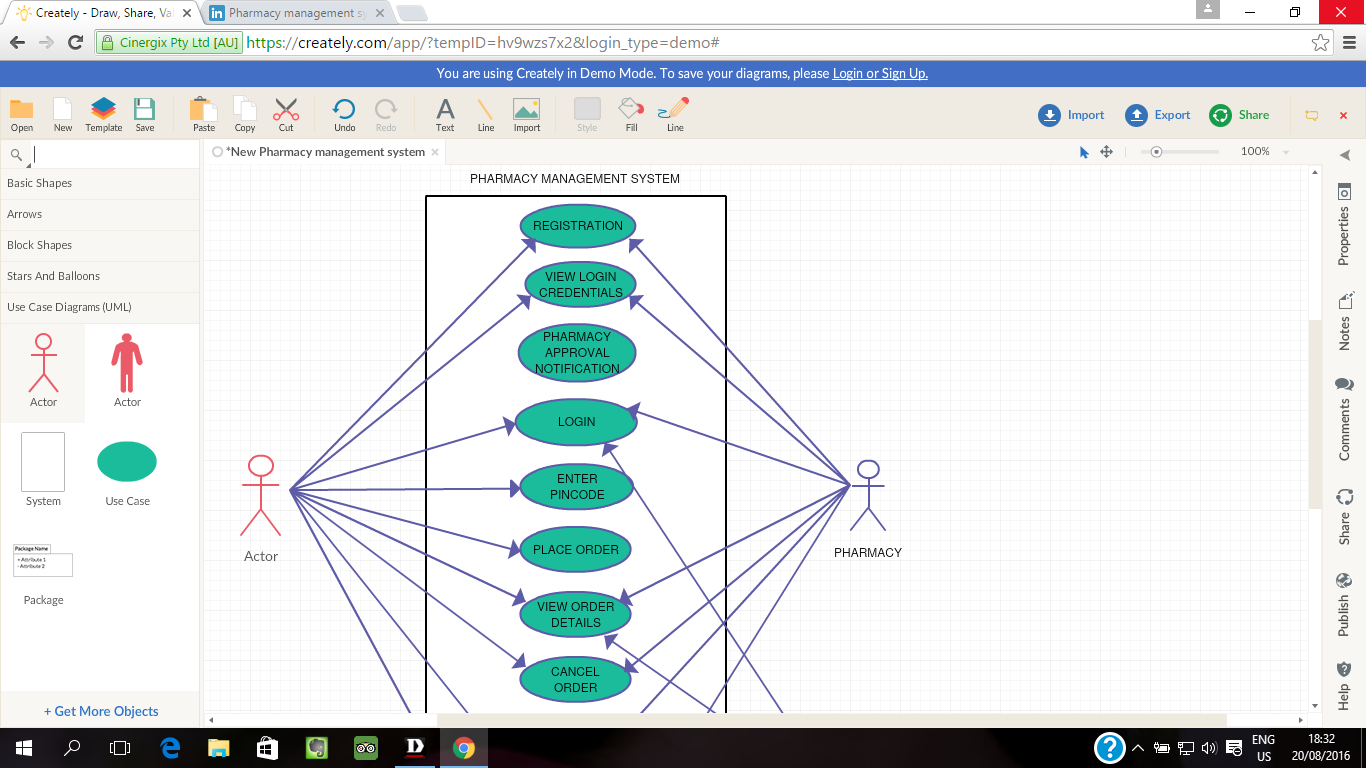 Creately - Draw, Share, Va
Pharmacy management sy
Cinergix Pty Ltd [AU]
https://creately.com/app/?tempID=hv9wzs7x2&login_type=demo#
You are using Creately in Demo Mode. To save your diagrams, please Login or Sign Up.
Open
New
Template
Save
Paste
Copy
Cut
Undo
Redo
Text
Line
Import
Style
Fill
Line
Import
Export
Share
*New Pharmacy management system
100%
Basic Shapes
Arrows
Block Shapes
Stars And Balloons
Use Case Diagrams (UML)
Actor
Actor
System
Use Case
Package Name
+ Attribute 1
- Attribute 2
Package
+ Get More Objects
PHARMACY MANAGEMENT SYSTEM
REGISTRATION
VIEW LOGIN
CREDENTIALS
PHARMACY
APPROVAL
NOTIFICATION
LOGIN
ENTER
PINCODE
PLACE ORDER
VIEW ORDER
DETAILS
CANCEL
ORDER
Actor
PHARMACY
Properties
Notes
Comments
Share
Publish
Help
ENG
US
18:32
20/08/2016